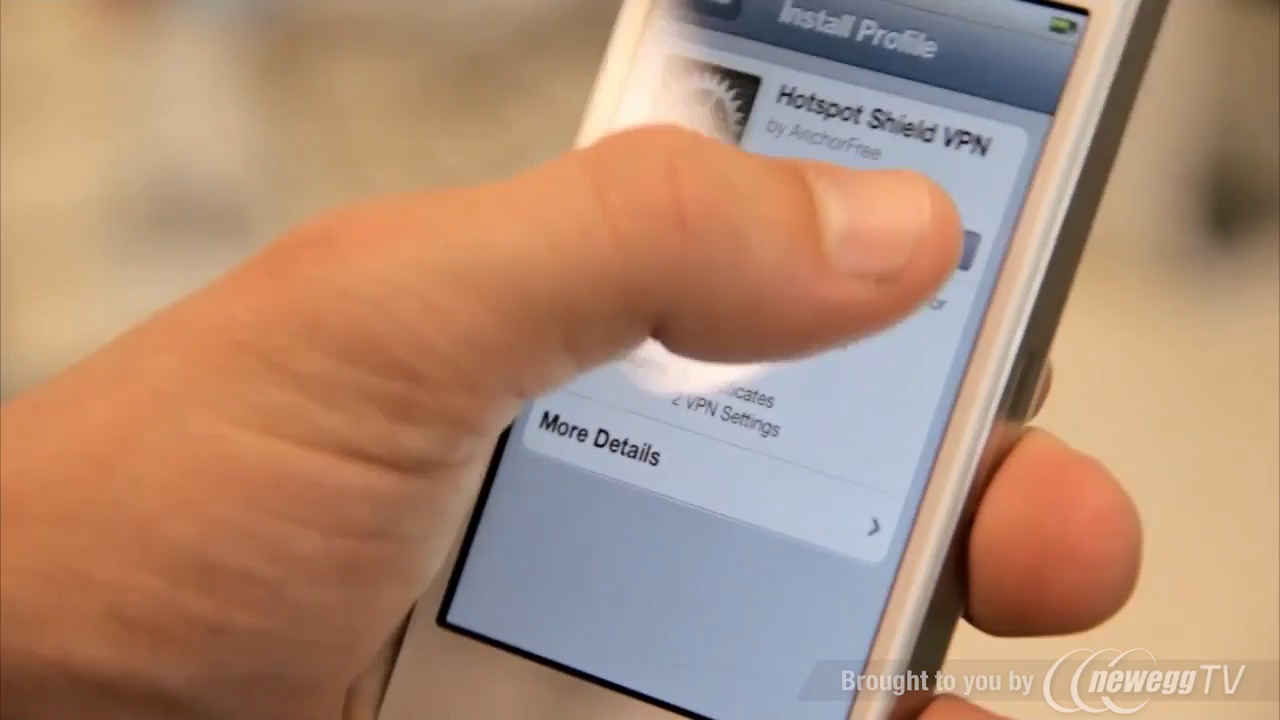 Install Profile
Hotspot Shield VPN
by AnchorFree
2 VPN Settings
More Details
Brought to you by neweggTV